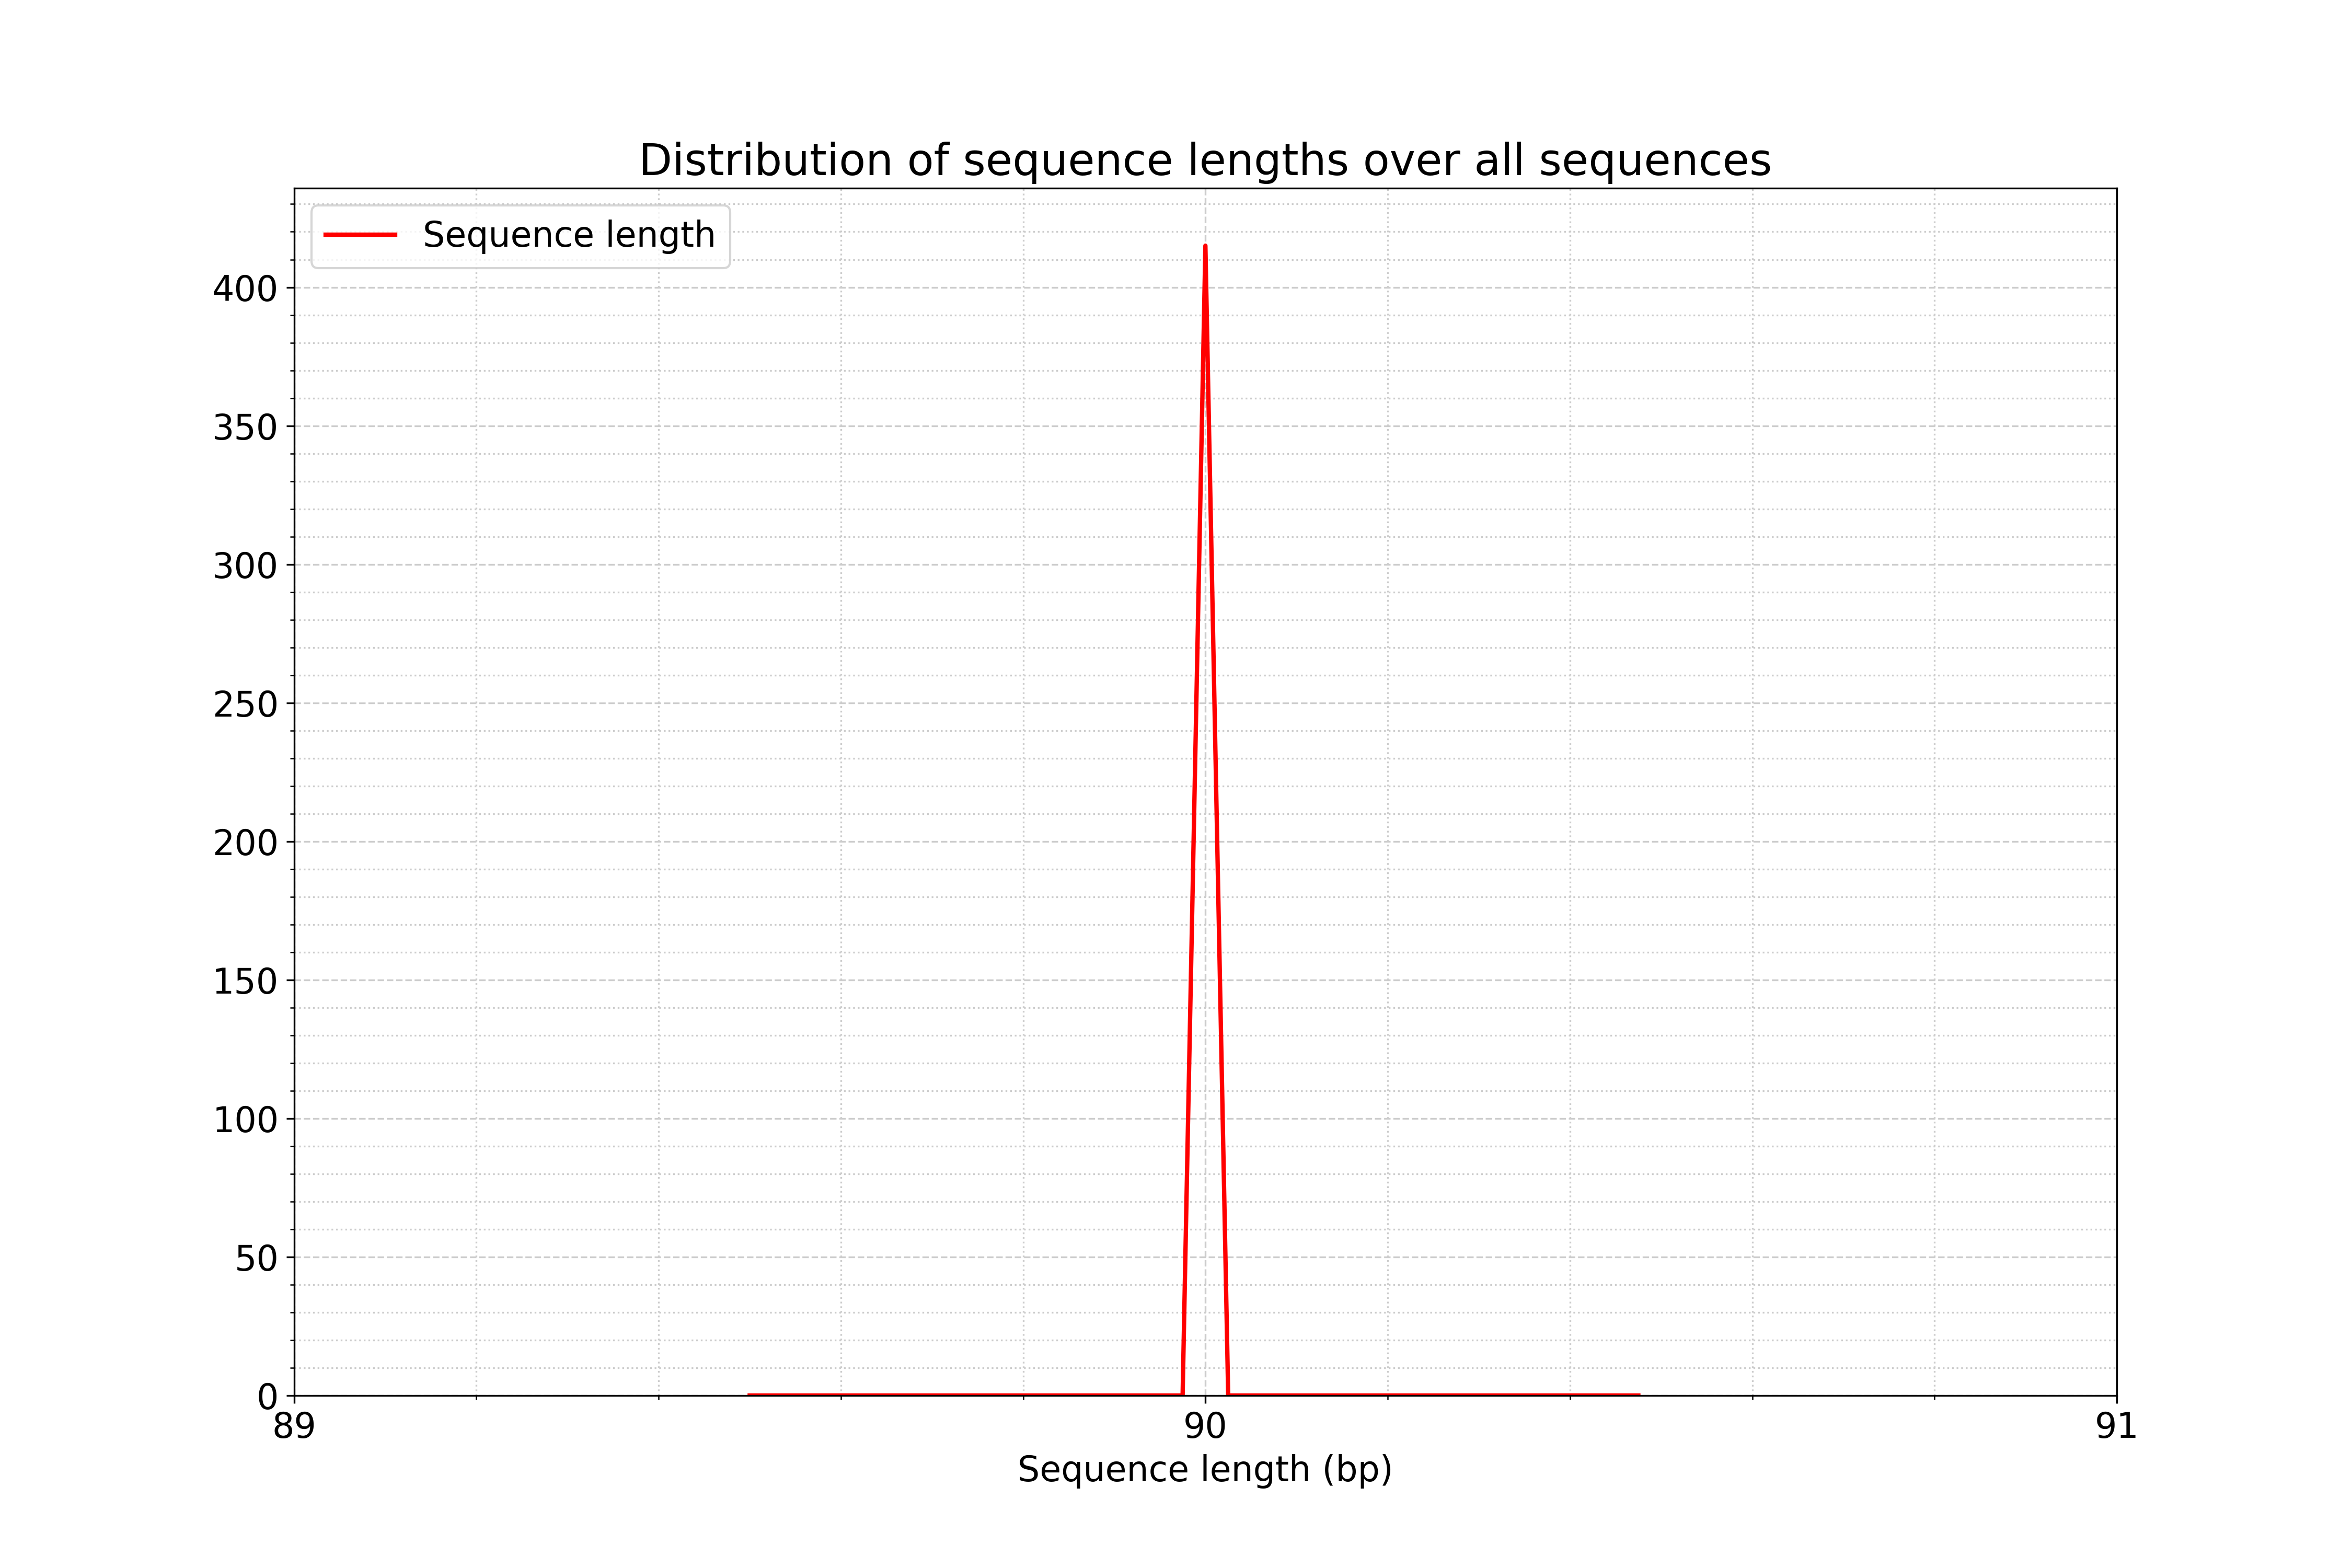 Distribution of sequence lengths over all sequences
Sequence length
400
350
300
250
200
150
100
50
0
89 90 91
Sequence length (bp)